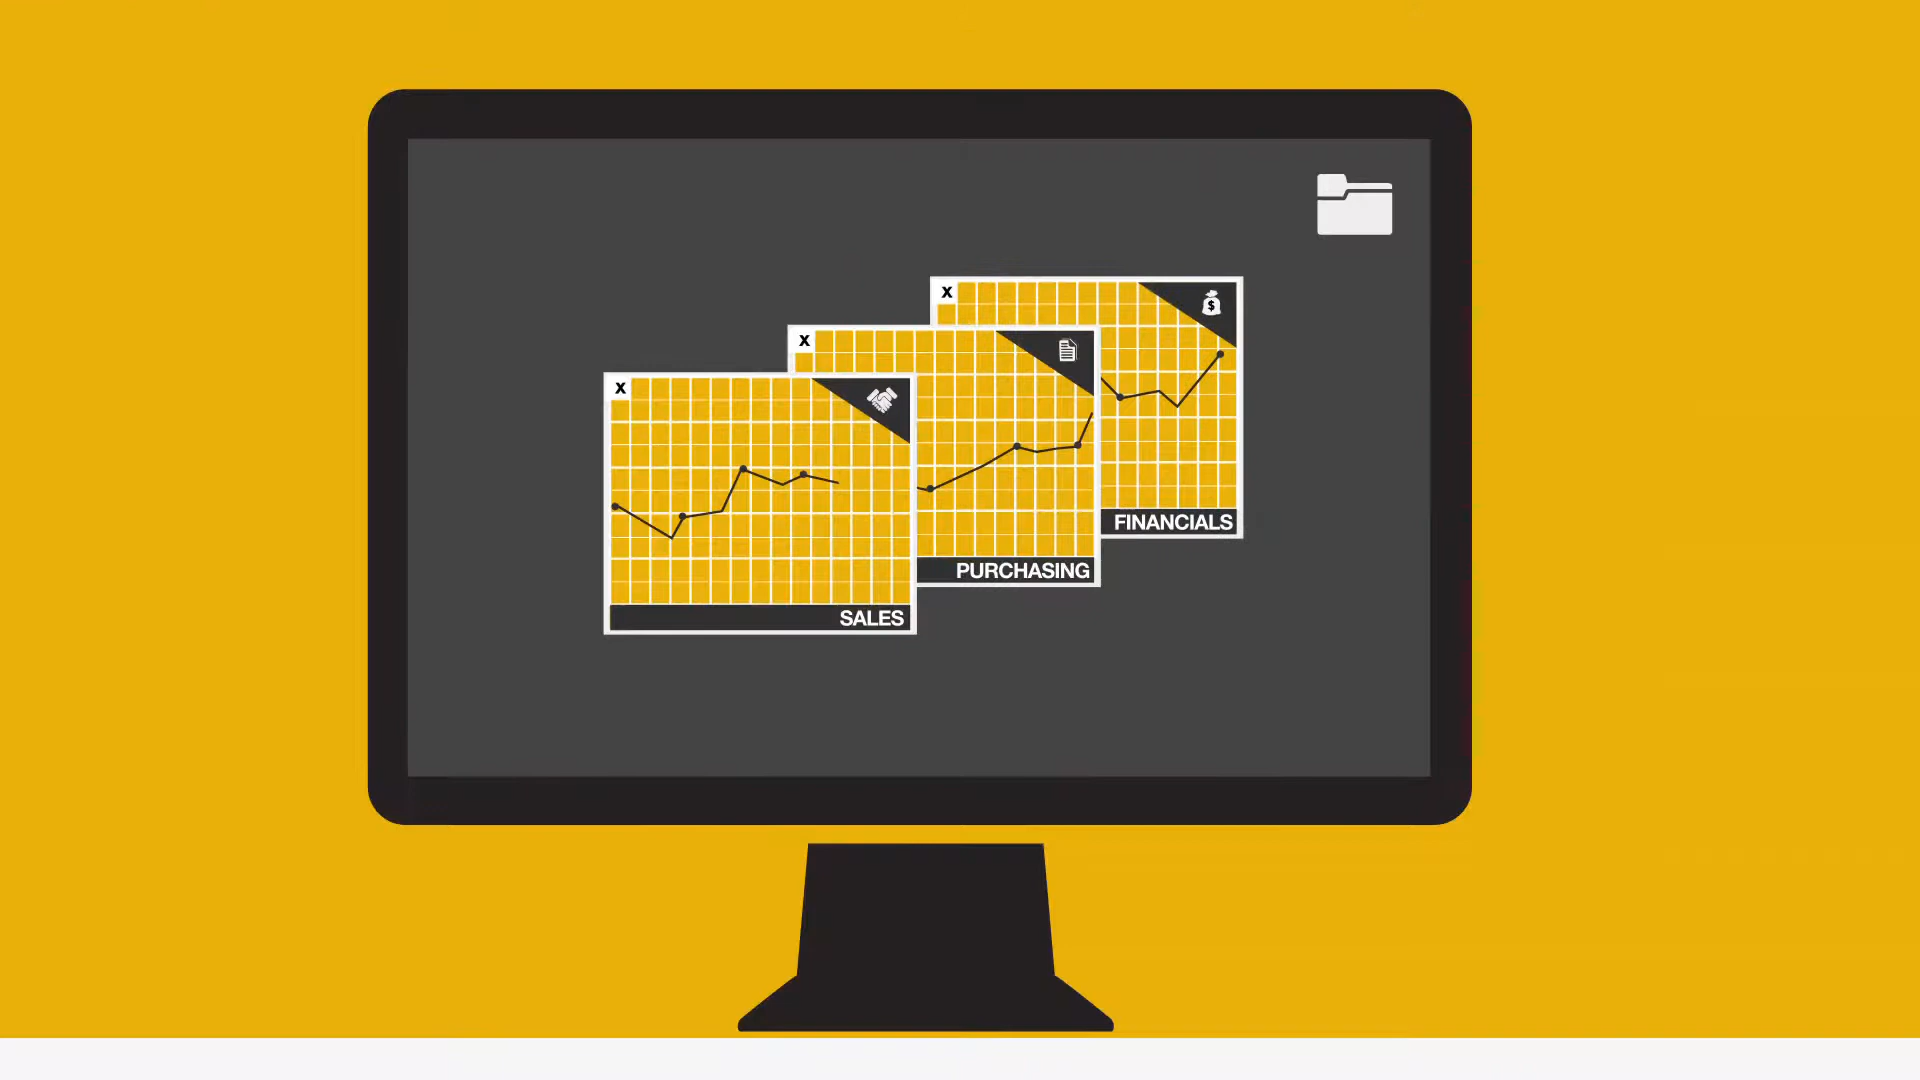 X
$
X
X
FINANCIALS
PURCHASING
SALES